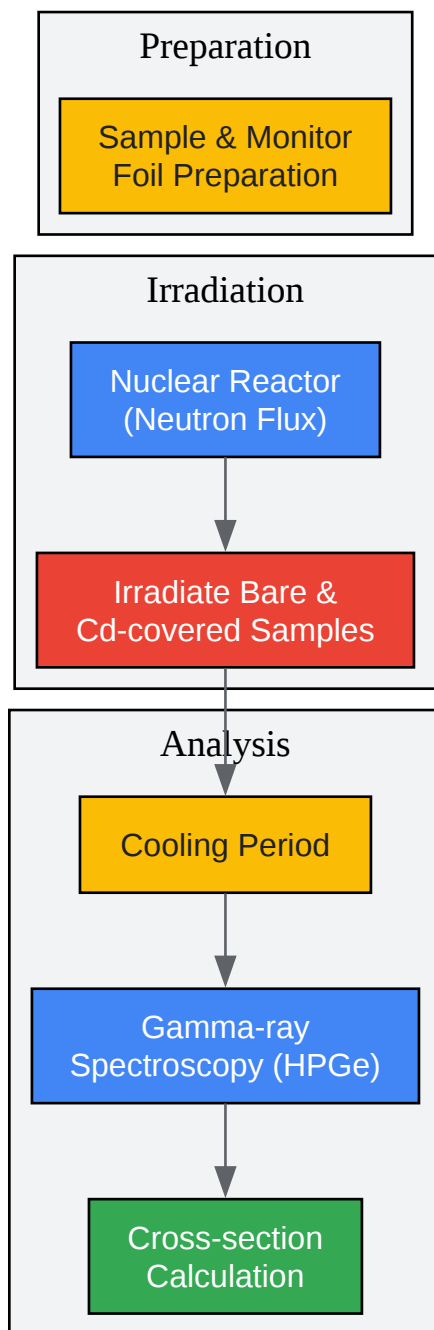 Preparation
Sample & Monitor
Foil Preparation
Irradiation
Nuclear Reactor
(Neutron Flux)
Irradiate Bare &
Cd-covered Samples
Analysis
Cooling Period
Gamma-ray
Spectroscopy (HPGe)
Cross-section
Calculation